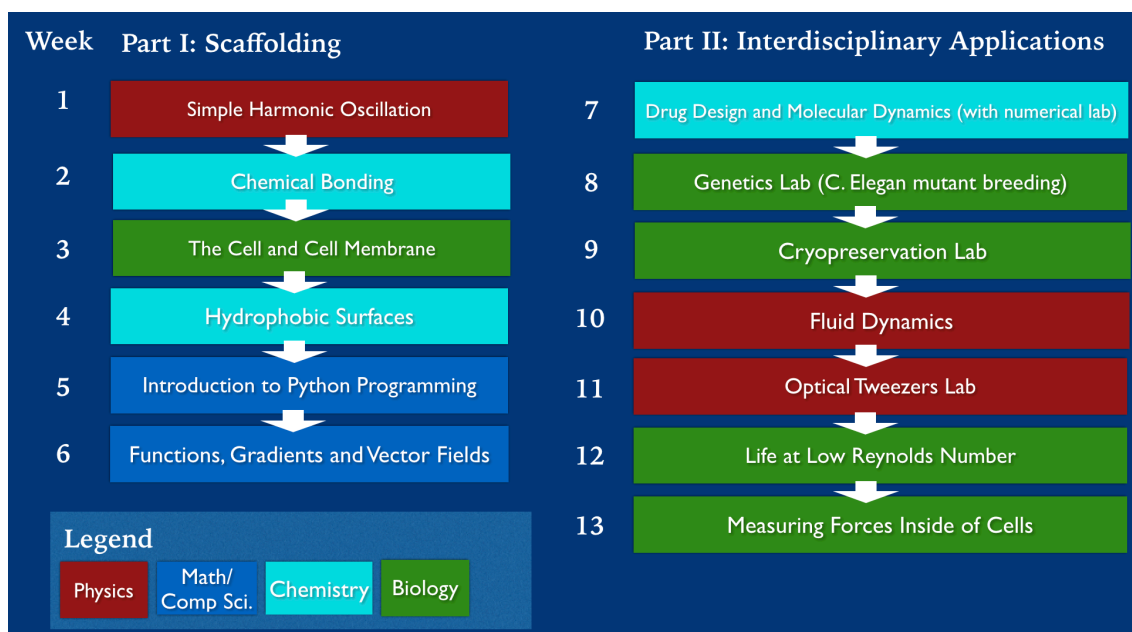 Week
Part I: Scaffolding
1
Simple Harmonic Oscillation
2
Chemical Bonding
3
The Cell and Cell Membrane
4
Hydrophobic Surfaces
5
Introduction to Python Programming
6
Functions, Gradients and Vector Fields
Part II: Interdisciplinary Applications
7
Drug Design and Molecular Dynamics (with numerical lab)
8
Genetics Lab (C. Elegan mutant breeding)
9
Cryopreservation Lab
10
Fluid Dynamics
11
Optical Tweezers Lab
12
Life at Low Reynolds Number
13
Measuring Forces Inside of Cells
Legend
Physics
Math/
Comp Sci.
Chemistry
Biology